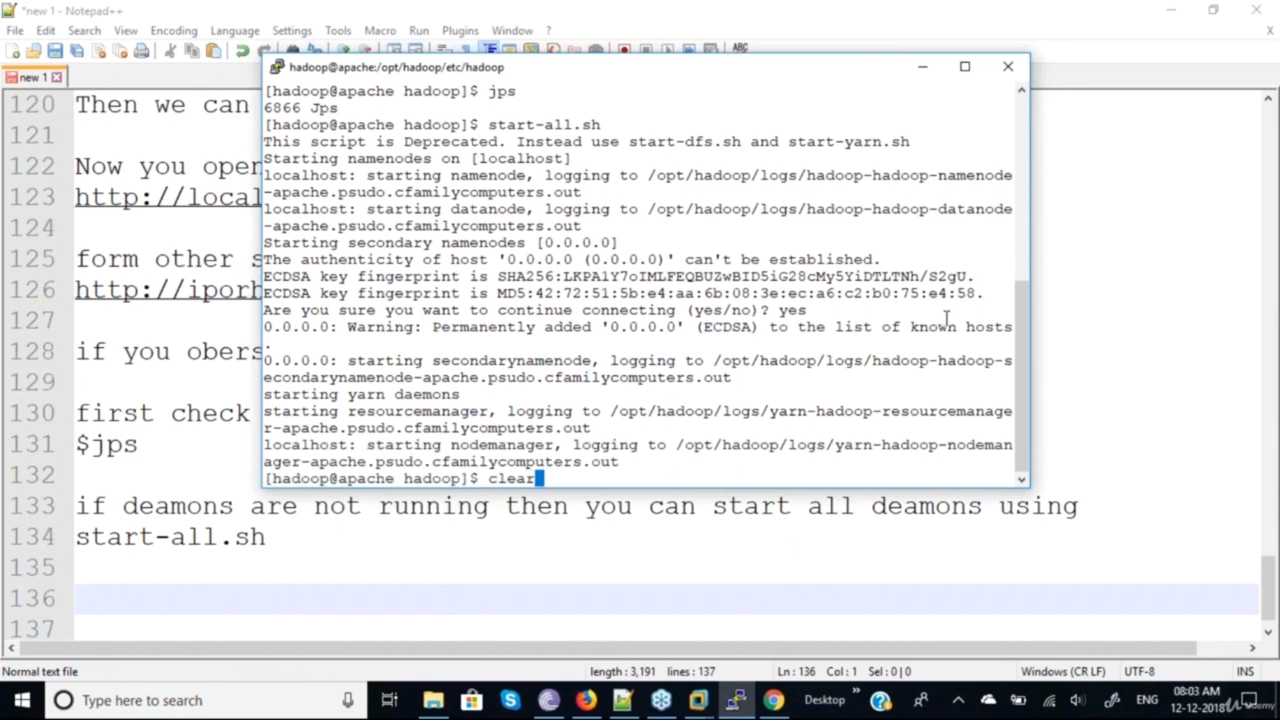 *new 1 - Notepad++
File Edit Search View Encoding Language Settings Tools Macro Run Plugins Window ? X
new 1
hadoop@apache:/opt/hadoop/etc/hadoop
[hadoop@apache hadoop]$ jps
6866 Jps
[hadoop@apache hadoop]$ start-all.sh
This script is Deprecated. Instead use start-dfs.sh and start-yarn.sh
Starting namenodes on [localhost]
localhost: starting namenode, logging to /opt/hadoop/logs/hadoop-hadoop-namenode
-apache.psudo.cfamilycomputers.out
localhost: starting datanode, logging to /opt/hadoop/logs/hadoop-hadoop-datanode
-apache.psudo.cfamilycomputers.out
Starting secondary namenodes [0.0.0.0]
The authenticity of host '0.0.0.0 (0.0.0.0)' can't be established.
ECDSA key fingerprint is SHA256:LKPA1Y7oIMLFEQBUZwBID5iG28cMy5YiDTLTNh/S2gU.
ECDSA key fingerprint is MD5:42:72:51:5b:e4:aa:6b:08:3e:ec:a6:c2:b0:75:e4:58.
Are you sure you want to continue connecting (yes/no)? yes
0.0.0.0: Warning: Permanently added '0.0.0.0' (ECDSA) to the list of known hosts
.
0.0.0.0: starting secondarynamenode, logging to /opt/hadoop/logs/hadoop-hadoop-s
econdarynamenode-apache.psudo.cfamilycomputers.out
starting yarn daemons
starting resourcemanager, logging to /opt/hadoop/logs/yarn-hadoop-resourcemanage
r-apache.psudo.cfamilycomputers.out
localhost: starting nodemanager, logging to /opt/hadoop/logs/yarn-hadoop-nodeman
ager-apache.psudo.cfamilycomputers.out
[hadoop@apache hadoop]$ clear
120 Then we can
121
122 Now you open
123 http://local
124
125 form other s
126 http://iporh
127
128 if you obers
129
130 first check
131 $jps
132
133 if deamons are not running then you can start all deamons using
134 start-all.sh
135
136
137
Normal text file length : 3,191 lines : 137 Ln : 136 Col : 1 Sel : 0 | 0 Windows (CR LF) UTF-8 INS
Type here to search Desktop ENG 08:03 AM
12-12-2018
Udemy